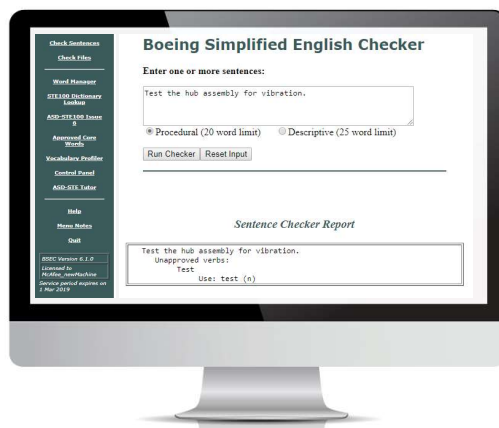 Check Sentences
Check Files
Word Manager
STE100 Dictionary
Lookup
ASD-STE100 Issue
6
Approved Core
Words
Vocabulary Profiler
Control Panel
ASD-STE Tutor
Help
Menu Notes
Quit
BSEC Version 6.1.0
Licensed to
McAfee_newMachine
Service period expires on
1 Mar 2019
Boeing Simplified English Checker
Enter one or more sentences:
Test the hub assembly for vibration.
Procedural (20 word limit) Descriptive (25 word limit)
Run Checker Reset Input
Sentence Checker Report
Test the hub assembly for vibration.
Unapproved verbs:
Test
Use: test (n)